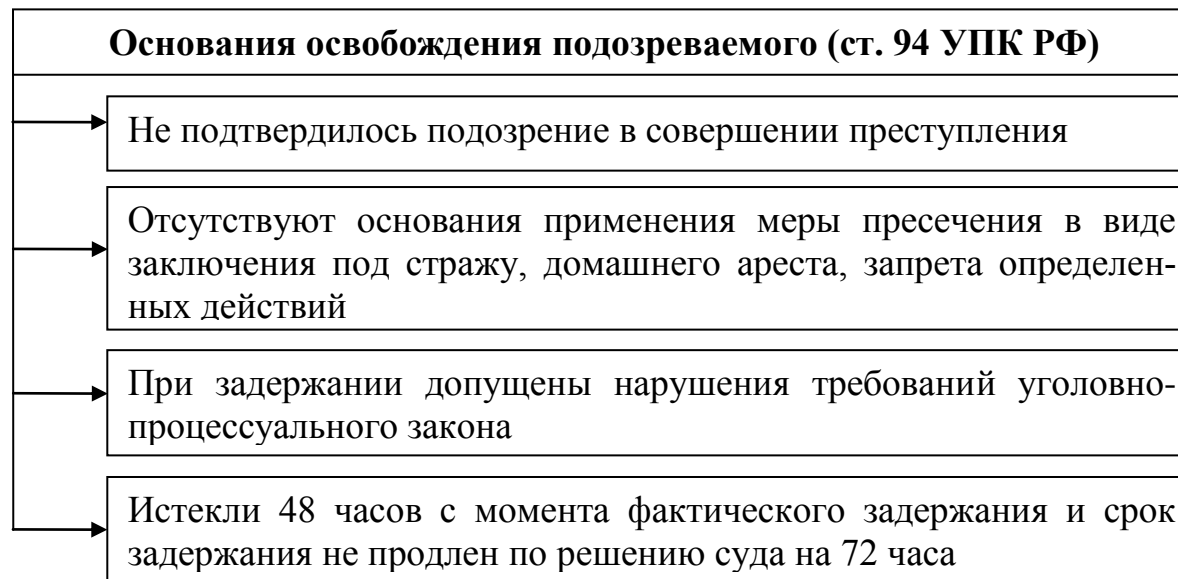 Основания освобождения подозреваемого (ст. 94 УПК РФ)
Не подтвердилось подозрение в совершении преступления
Отсутствуют основания применения меры пресечения в виде
заключения под стражу, домашнего ареста, запрета определен-
ных действий
При задержании допущены нарушения требований уголовно-
процессуального закона
Истекли 48 часов с момента фактического задержания и срок
задержания не продлен по решению суда на 72 часа